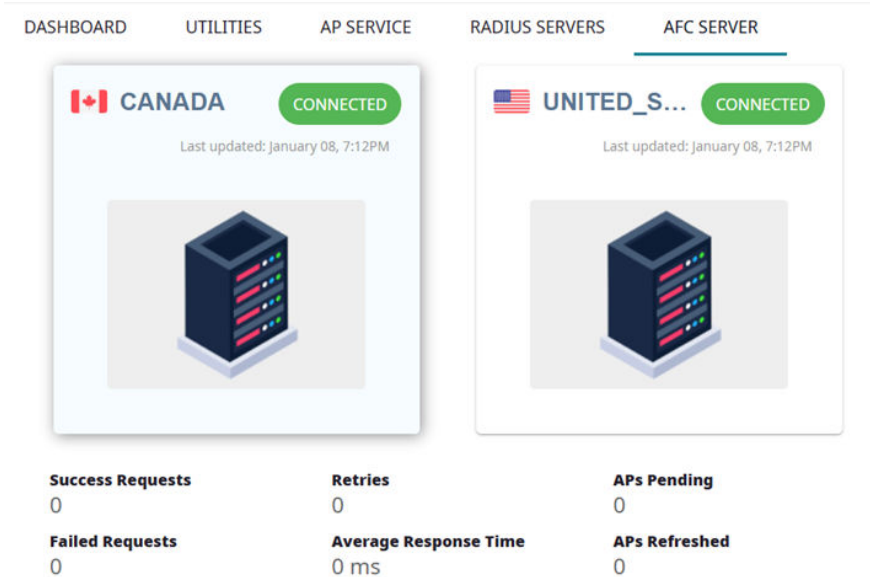 DASHBOARD UTILITIES AP SERVICE RADIUS SERVERS AFC SERVER
CANADA CONNECTED
Last updated: January 08, 7:12PM
UNITED_S... CONNECTED
Last updated: January 08, 7:12PM
Success Requests Retries APs Pending
0 0 0
Failed Requests Average Response Time APs Refreshed
0 0 ms 0